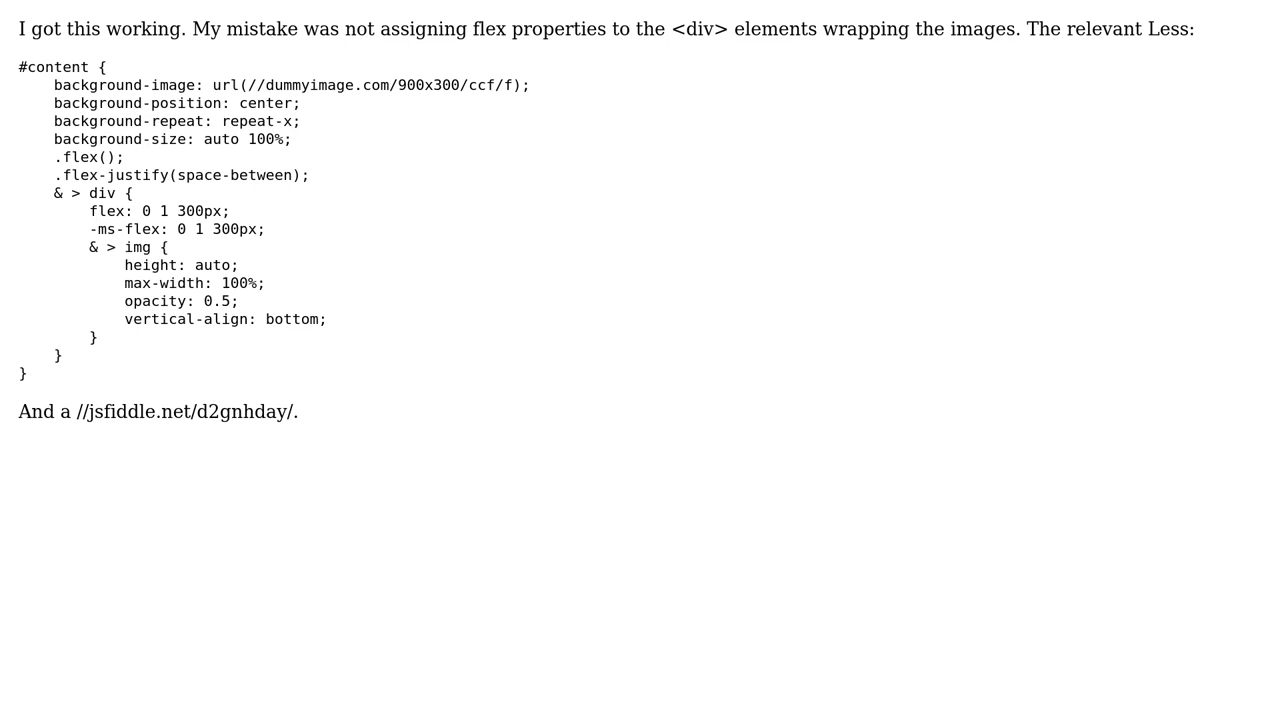 I got this working. My mistake was not assigning flex properties to the <div> elements wrapping the images. The relevant Less:
#content {
    background-image: url(//dummyimage.com/900x300/ccf/f);
    background-position: center;
    background-repeat: repeat-x;
    background-size: auto 100%;
    .flex();
    .flex-justify(space-between);
    & > div {
        flex: 0 1 300px;
        -ms-flex: 0 1 300px;
        & > img {
            height: auto;
            max-width: 100%;
            opacity: 0.5;
            vertical-align: bottom;
        }
    }
}
And a //jsfiddle.net/d2gnhday/.